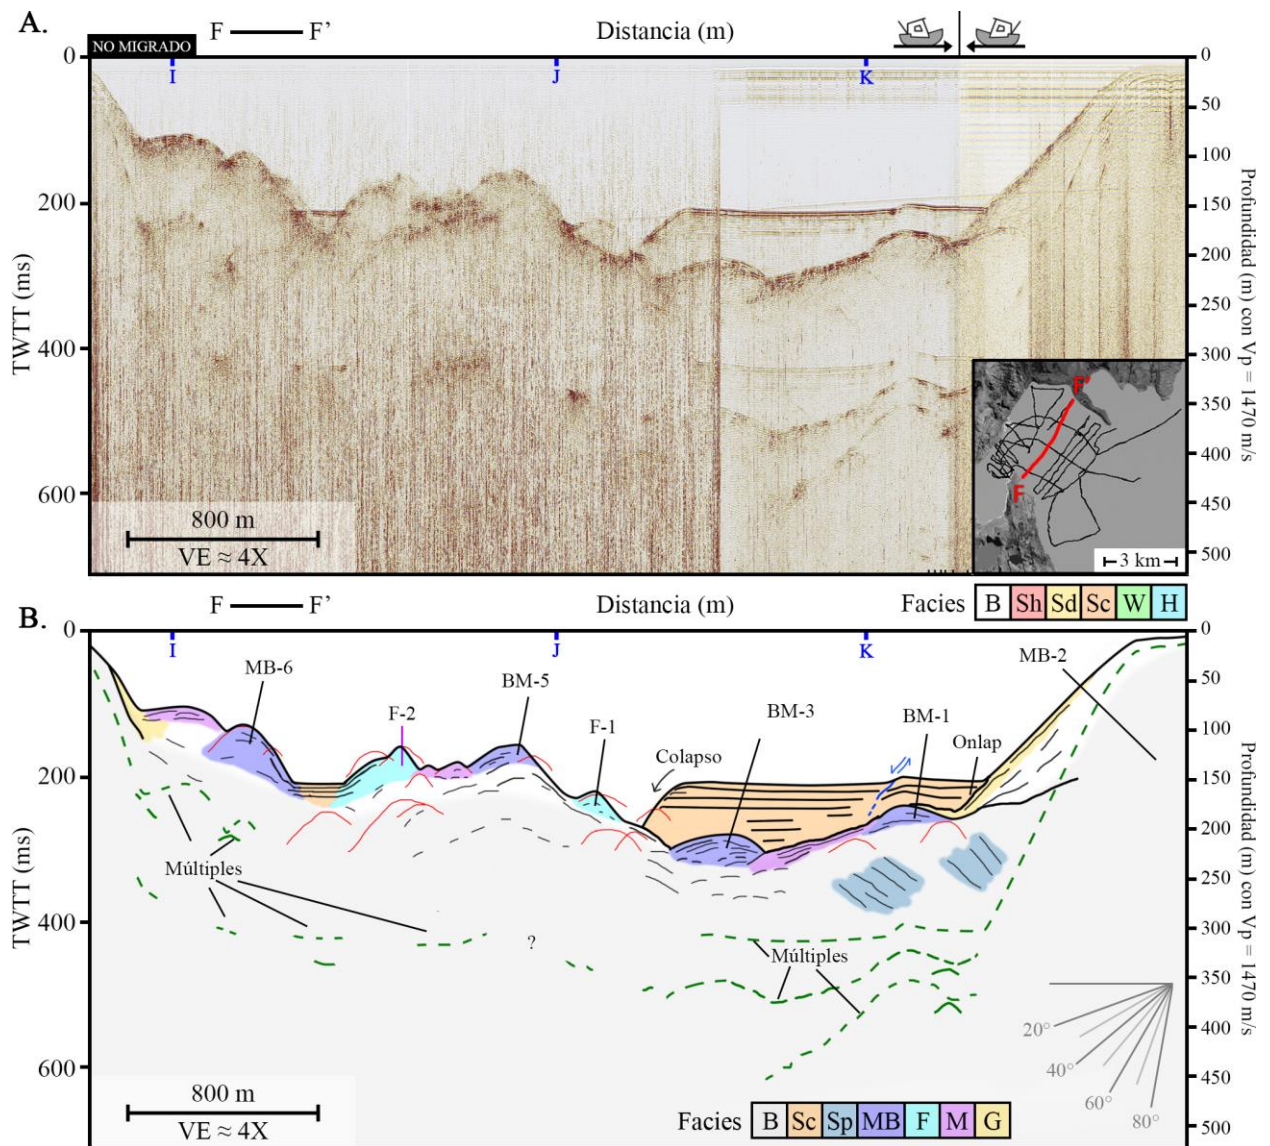 A.
F F' Distancia (m)
NO MIGRADO
I J K
0
200
400
600
TWTT (ms)
0
50
100
150
200
250
300
350
400
450
500
Profundidad (m) con Vp = 1470 m/s
800 m
VE ≈ 4X
F'
F
3 km
Facies B Sh Sd Sc W H
B.
F F' Distancia (m)
I J K
0
200
400
600
TWTT (ms)
MB-6
F-2
BM-5
F-1
Colapso
BM-3
BM-1
Onlap
MB-2
Múltiples
?
Múltiples
0
50
100
150
200
250
300
350
400
450
500
Profundidad (m) con Vp = 1470 m/s
20°
40°
60°
80°
800 m
VE ≈ 4X
Facies B Sc Sp MB F M G